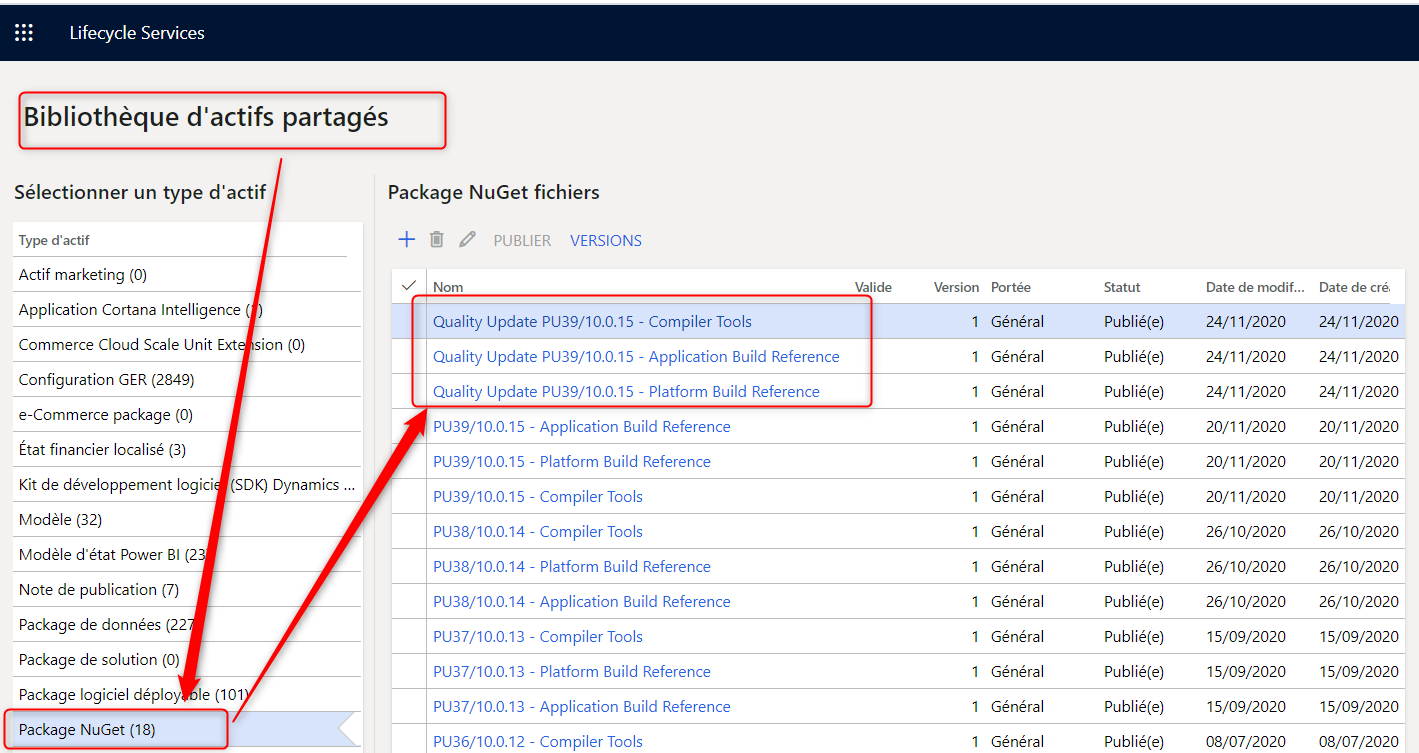 Lifecycle Services
Bibliothèque d'actifs partagés
Sélectionner un type d'actif
Type d'actif
Actif marketing (0)
Application Cortana Intelligence
Commerce Cloud Scale Unit Extension (0)
Configuration GER (2849)
e-Commerce package (0)
État financier localisé (3)
Kit de développement logiciel (SDK) Dynamics ...
Modèle (32)
Modèle d'état Power BI (23
Note de publication (7)
Package de données (227
Package de solution (0)
Package logiciel déployable (101)
Package NuGet (18)
Package NuGet fichiers
PUBLIER VERSIONS
Nom Valide Version Portée Statut Date de modif... Date de cré
Quality Update PU39/10.0.15 - Compiler Tools 1 Général Publié(e) 24/11/2020 24/11/2020
Quality Update PU39/10.0.15 - Application Build Reference 1 Général Publié(e) 24/11/2020 24/11/2020
Quality Update PU39/10.0.15 - Platform Build Reference 1 Général Publié(e) 24/11/2020 24/11/2020
PU39/10.0.15 - Application Build Reference 1 Général Publié(e) 20/11/2020 20/11/2020
PU39/10.0.15 - Platform Build Reference 1 Général Publié(e) 20/11/2020 20/11/2020
PU39/10.0.15 - Compiler Tools 1 Général Publié(e) 20/11/2020 20/11/2020
PU38/10.0.14 - Compiler Tools 1 Général Publié(e) 26/10/2020 26/10/2020
PU38/10.0.14 - Platform Build Reference 1 Général Publié(e) 26/10/2020 26/10/2020
PU38/10.0.14 - Application Build Reference 1 Général Publié(e) 26/10/2020 26/10/2020
PU37/10.0.13 - Compiler Tools 1 Général Publié(e) 15/09/2020 15/09/2020
PU37/10.0.13 - Platform Build Reference 1 Général Publié(e) 15/09/2020 15/09/2020
PU37/10.0.13 - Application Build Reference 1 Général Publié(e) 15/09/2020 15/09/2020
PU36/10.0.12 - Compiler Tools 1 Général Publié(e) 08/07/2020 08/07/2020